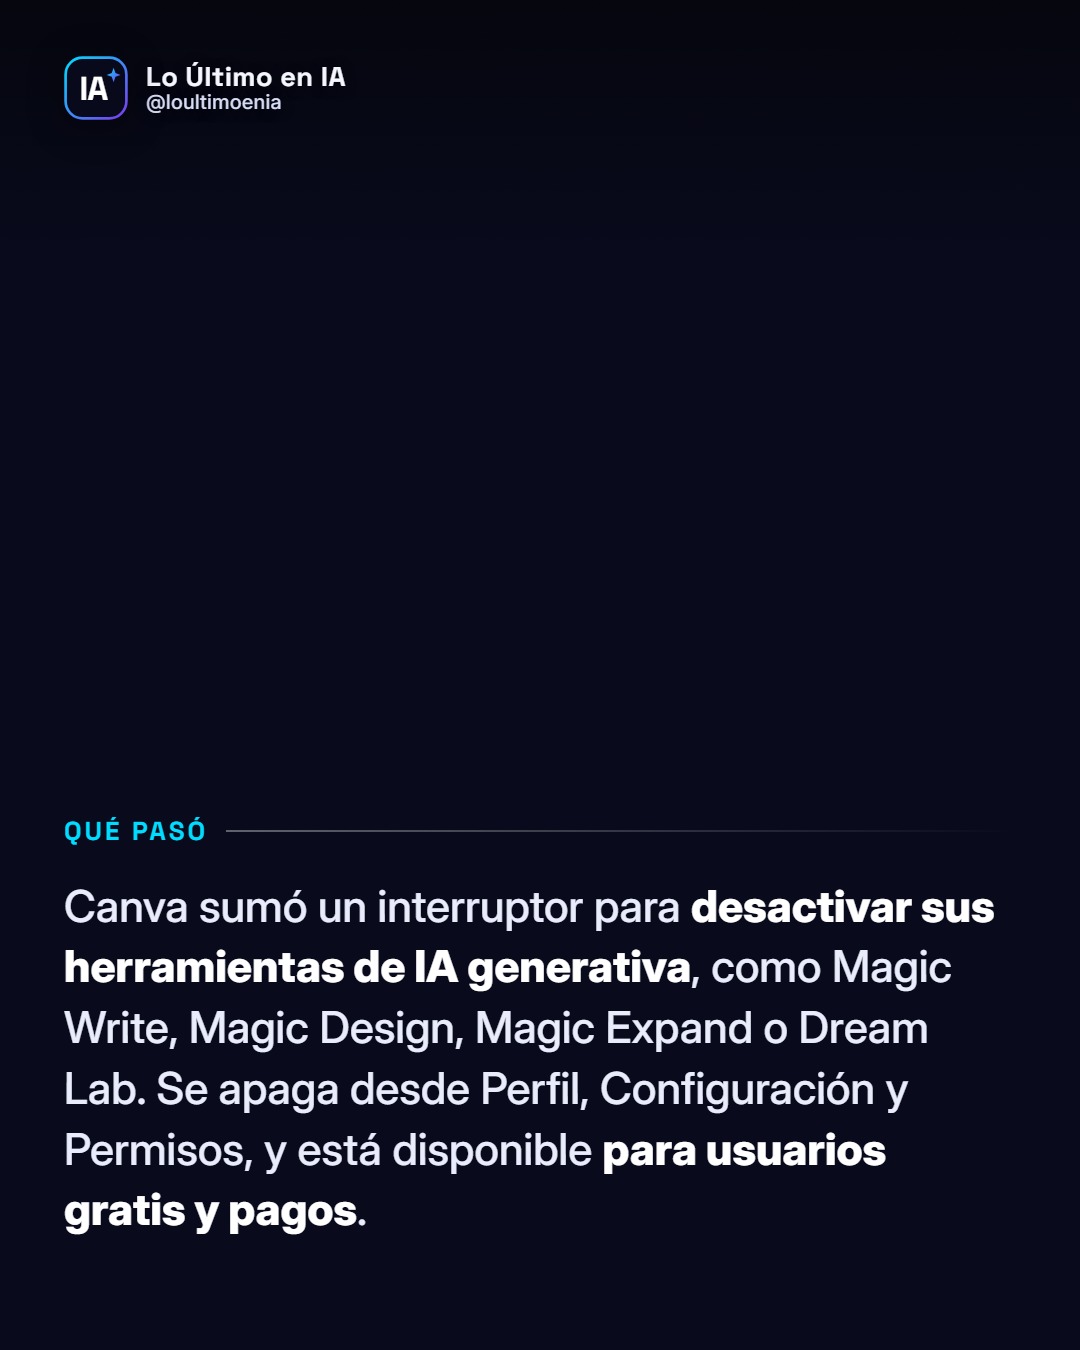 IA
Lo Último en IA
@loultimoenia
QUÉ PASÓ
Canva sumó un interruptor para desactivar sus
herramientas de IA generativa, como Magic
Write, Magic Design, Magic Expand o Dream
Lab. Se apaga desde Perfil, Configuración y
Permisos, y está disponible para usuarios
gratis y pagos.